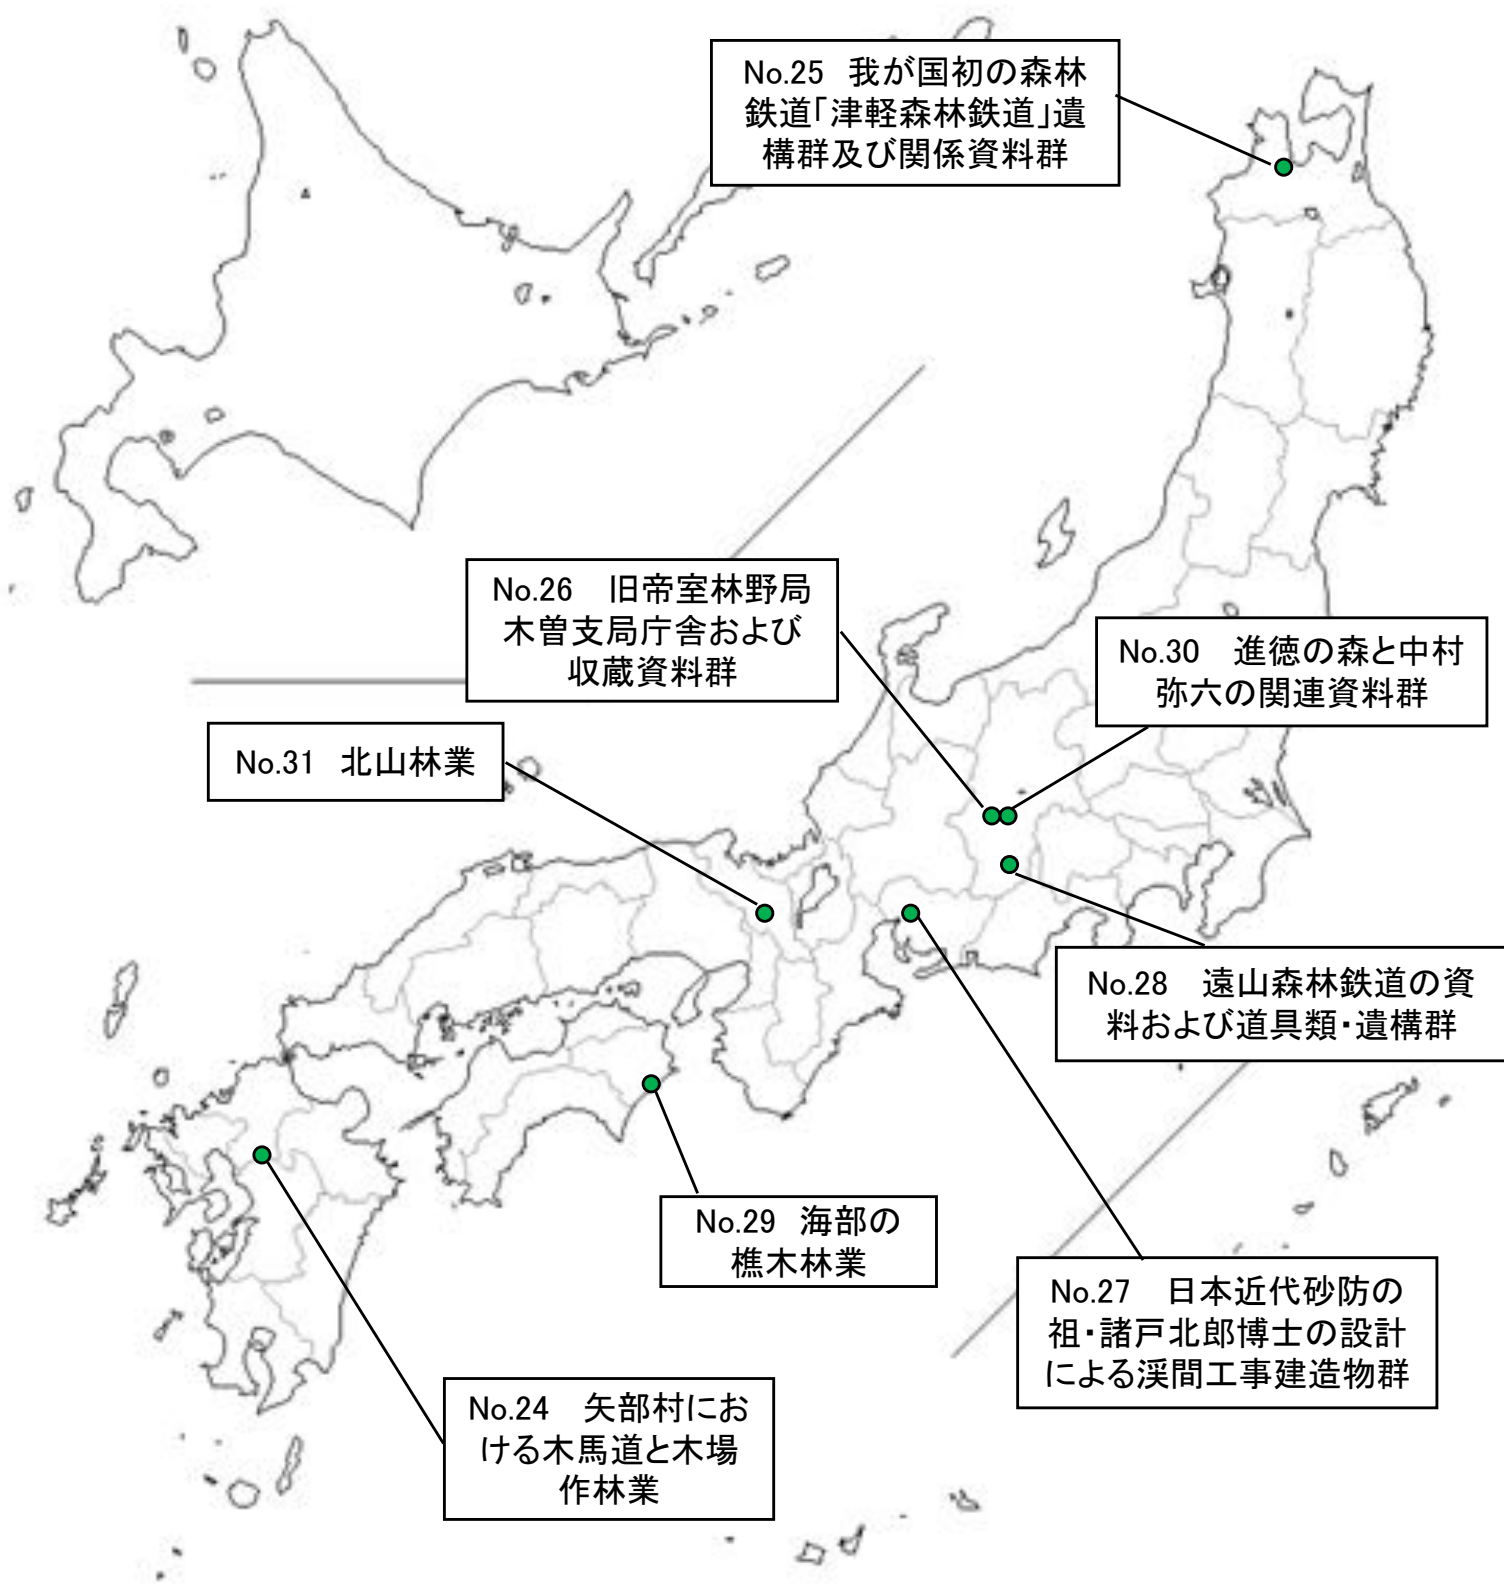 No.25 我が国初の森林
鉄道「津軽森林鉄道」遺
構群及び関係資料群
No.26 旧帝室林野局
木曽支局庁舎および
収蔵資料群
No.30 進徳の森と中村
弥六の関連資料群
No.31 北山林業
No.28 遠山森林鉄道の資
料および道具類・遺構群
No.29 海部の
樵木林業
No.27 日本近代砂防の
祖・諸戸北郎博士の設計
による渓間工事建造物群
No.24 矢部村にお
ける木馬道と木場
作林業